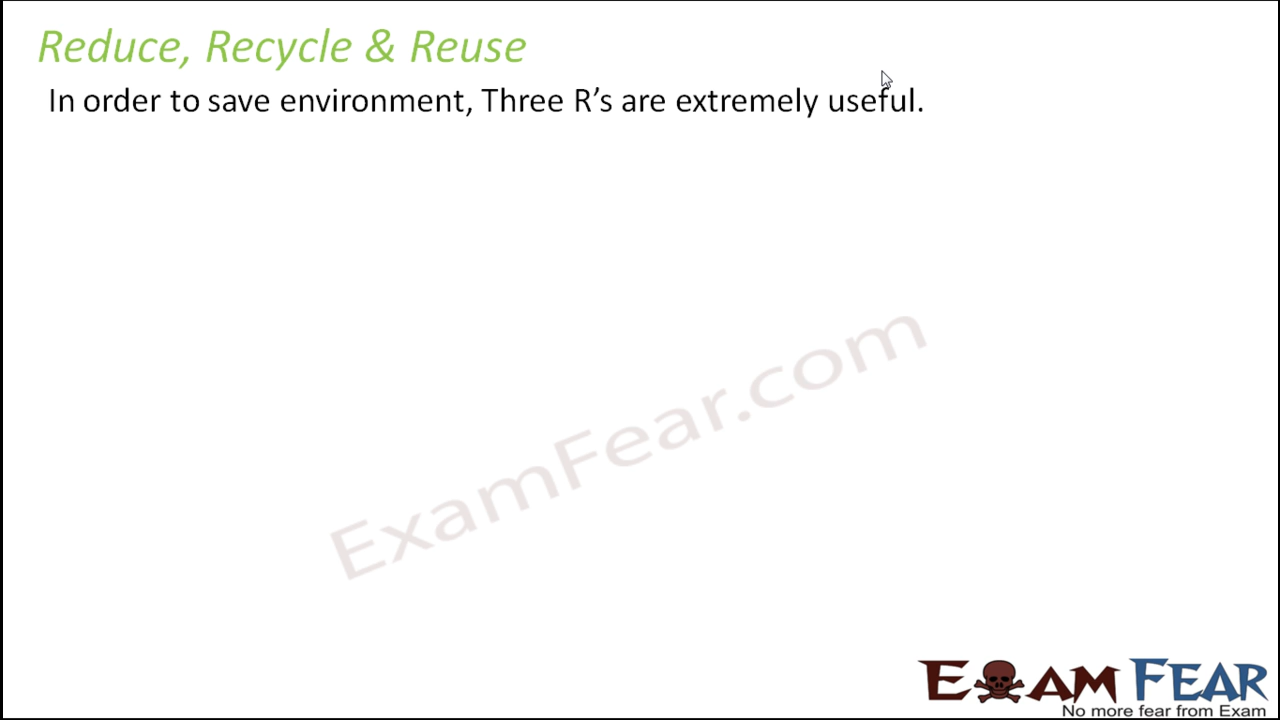 Reduce, Recycle & Reuse
In order to save environment, Three R’s are extremely useful.
ExamFear.com
EXAM FEAR
No more fear from Exam